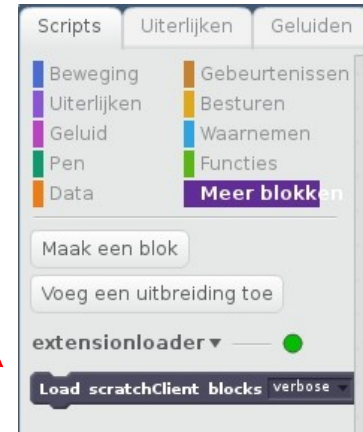 Scripts Uiterlijken Geluiden
Beweging Gebeurtenissen
Uiterlijken Besturen
Geluid Waarnemen
Pen Functies
Data Meer blokken
Maak een blok
Voeg een uitbreiding toe
extensionloader
Load scratchClient blocks verbose